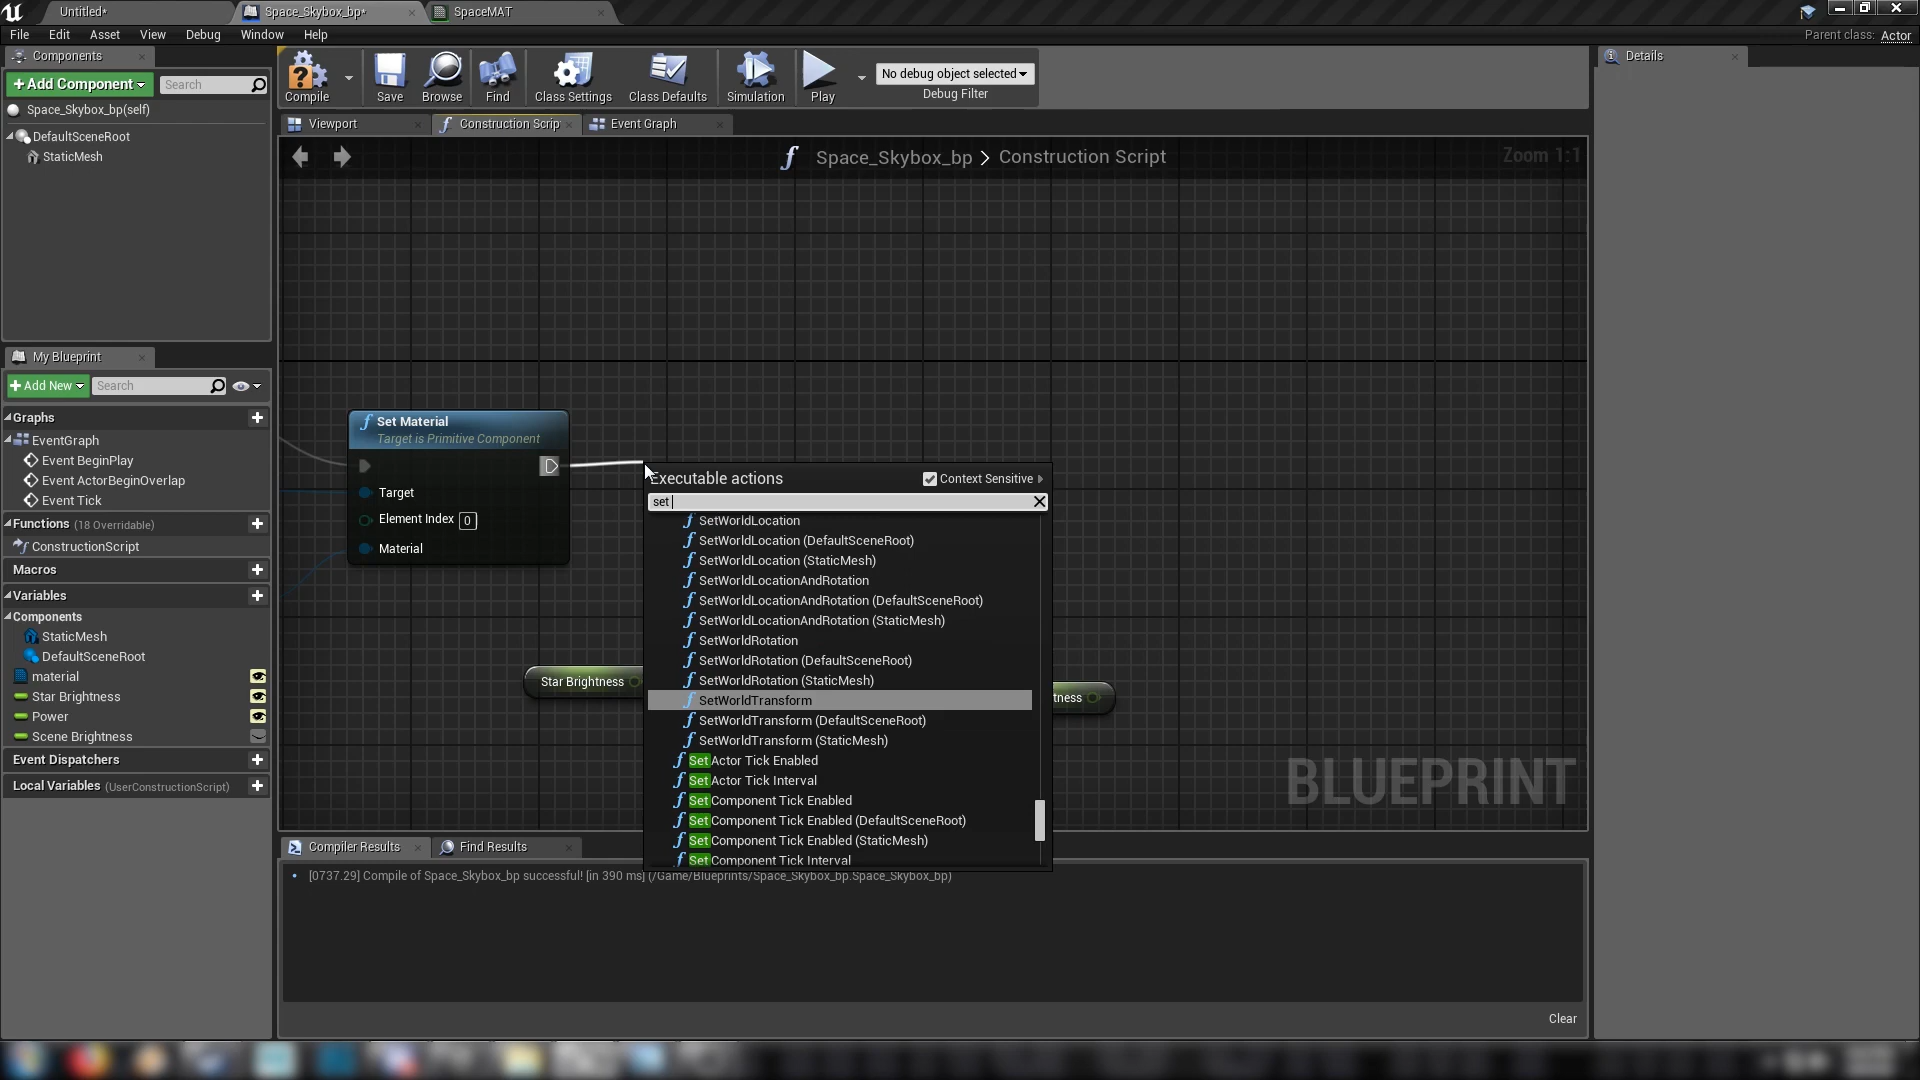 Untitled*
Space_Skybox_bp*
SpaceMAT
File Edit Asset View Debug Window Help
Parent class: Actor
Components
+Add Component
Search
Space_Skybox_bp(self)
DefaultSceneRoot
StaticMesh
My Blueprint
+Add New
Search
Graphs
EventGraph
Event BeginPlay
Event ActorBeginOverlap
Event Tick
Functions (18 Overridable)
ConstructionScript
Macros
Variables
Components
StaticMesh
DefaultSceneRoot
material
Star Brightness
Power
Scene Brightness
Event Dispatchers
Local Variables (UserConstructionScript)
Compile
Save
Browse
Find
Class Settings
Class Defaults
Simulation
Play
No debug object selected
Debug Filter
Viewport
Construction Scrip
Event Graph
Space_Skybox_bp > Construction Script
Zoom 1:1
Set Material
Target is Primitive Component
Target
Element Index 0
Material
Star Brightness
tness
Executable actions
Context Sensitive
set
SetWorldLocation
SetWorldLocation (DefaultSceneRoot)
SetWorldLocation (StaticMesh)
SetWorldLocationAndRotation
SetWorldLocationAndRotation (DefaultSceneRoot)
SetWorldLocationAndRotation (StaticMesh)
SetWorldRotation
SetWorldRotation (DefaultSceneRoot)
SetWorldRotation (StaticMesh)
SetWorldTransform
SetWorldTransform (DefaultSceneRoot)
SetWorldTransform (StaticMesh)
Set Actor Tick Enabled
Set Actor Tick Interval
Set Component Tick Enabled
Set Component Tick Enabled (DefaultSceneRoot)
Set Component Tick Enabled (StaticMesh)
Set Component Tick Interval
BLUEPRINT
Compiler Results
Find Results
[0737.29] Compile of Space_Skybox_bp successful! [in 390 ms] (/Game/Blueprints/Space_Skybox_bp.Space_Skybox_bp)
Clear
Details